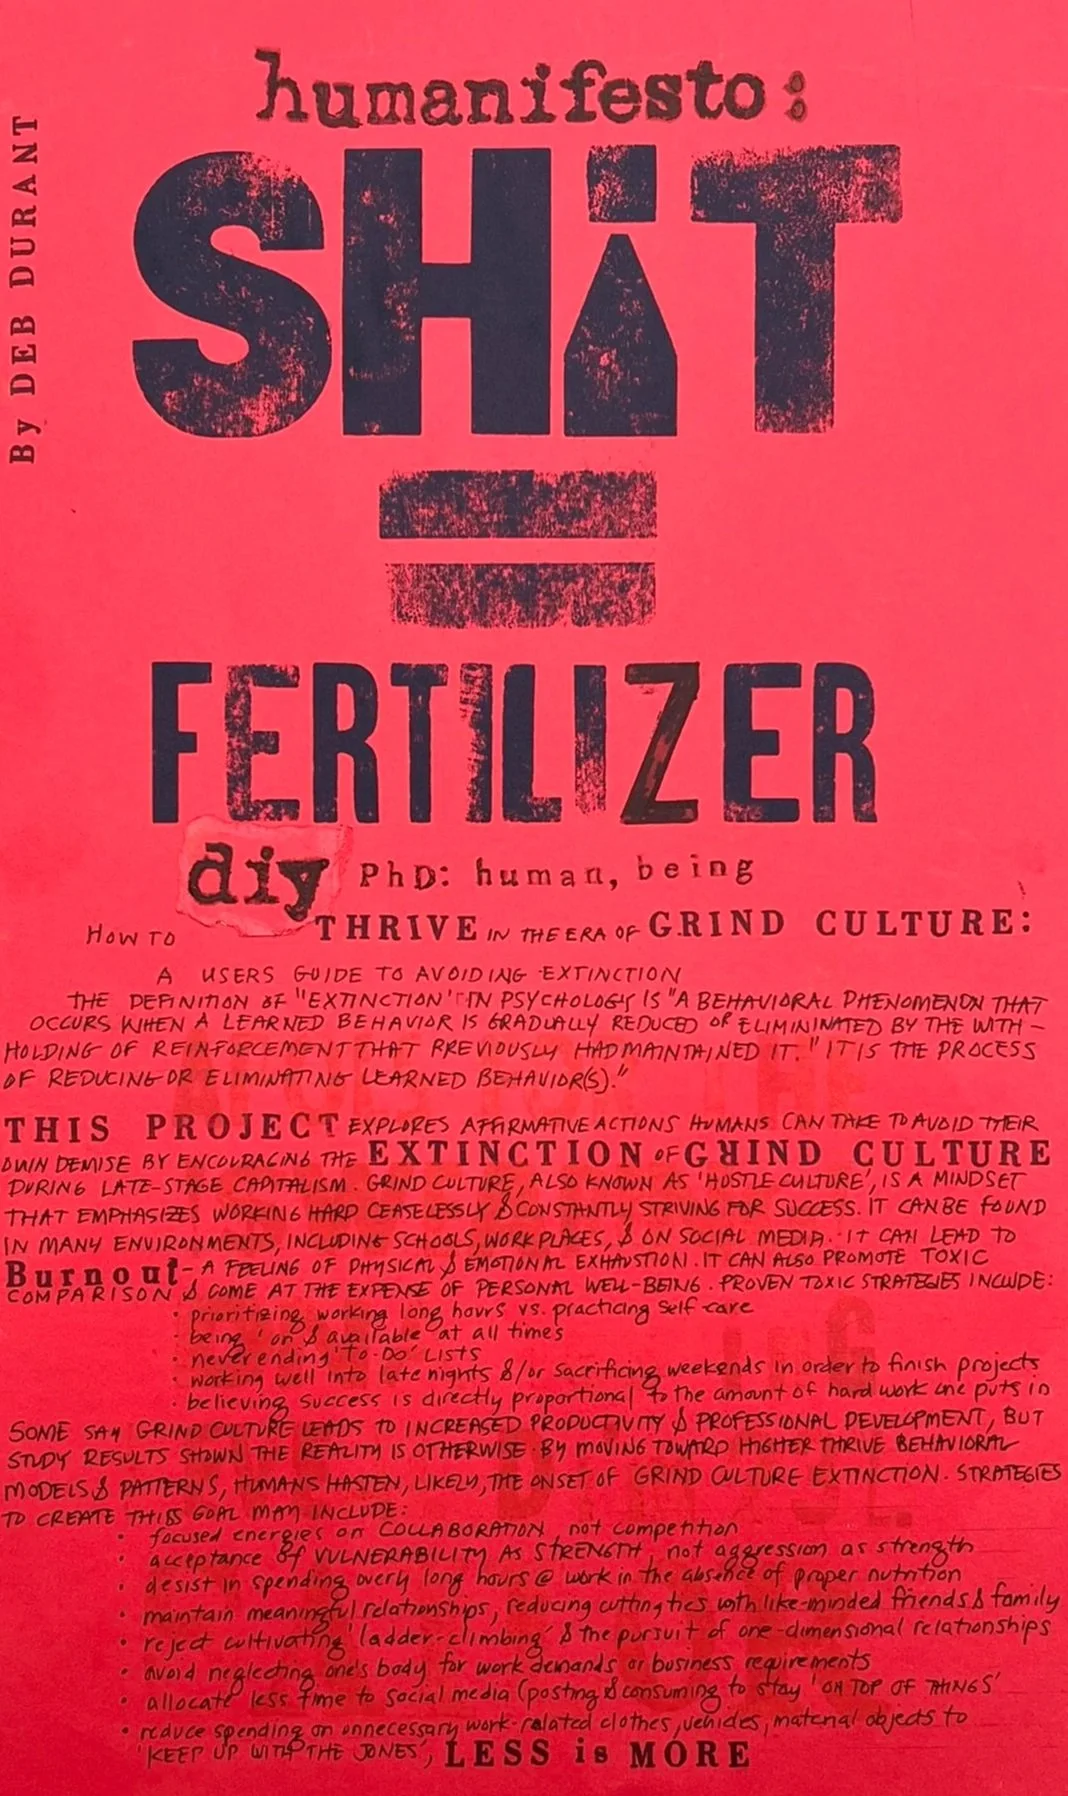 humanifesto:
By DEB DURANT
SHiT
=
FERTILIZER
diy PhD: human, being
HOW TO THRIVE IN THE ERA OF GRIND CULTURE:
A USERS GUIDE TO AVOIDING EXTINCTION
THE DEFINITION OF "EXTINCTION" IN PSYCHOLOGY IS "A BEHAVIORAL PHENOMENON THAT
OCCURS WHEN A LEARNED BEHAVIOR IS GRADUALLY REDUCED OR ELIMININATED BY THE WITH-
HOLDING OF REINFORCEMENT THAT PREVIOUSLY HAD MAINTAINED IT." IT IS THE PROCESS
OF REDUCING OR ELIMINATING LEARNED BEHAVIOR(S)."
THIS PROJECT EXPLORES AFFIRMATIVE ACTIONS HUMANS CAN TAKE TO AVOID THEIR
OWN DEMISE BY ENCOURAGING THE EXTINCTION OF GRIND CULTURE
DURING LATE-STAGE CAPITALISM. GRIND CULTURE, ALSO KNOWN AS 'HUSTLE CULTURE', IS A MINDSET
THAT EMPHASIZES WORKING HARD CEASELESSLY & CONSTANTLY STRIVING FOR SUCCESS. IT CAN BE FOUND
IN MANY ENVIRONMENTS, INCLUDING SCHOOLS, WORKPLACES, & ON SOCIAL MEDIA. IT CAN LEAD TO
Burnout - A FEELING OF PHYSICAL & EMOTIONAL EXHAUSTION. IT CAN ALSO PROMOTE TOXIC
COMPARISON & COME AT THE EXPENSE OF PERSONAL WELL-BEING. PROVEN TOXIC STRATEGIES INCLUDE:
• prioritizing working long hours vs. practicing self-care
• being 'on & available' at all times
• never ending 'To-Do' LISTS
• working well into late nights &/or sacrificing weekends in order to finish projects
• believing success is directly proportional to the amount of hard work one puts in
SOME SAY GRIND CULTURE LEADS TO INCREASED PRODUCTIVITY & PROFESSIONAL DEVELOPMENT, BUT
STUDY RESULTS SHOWN THE REALITY IS OTHERWISE. BY MOVING TOWARD HIGHER THRIVE BEHAVIORAL
MODELS & PATTERNS, HUMANS HASTEN, LIKELY, THE ONSET OF GRIND CULTURE EXTINCTION. STRATEGIES
TO CREATE THIS GOAL MAY INCLUDE:
• focused energies on COLLABORATION, not competition
• acceptance of VULNERABILITY AS STRENGTH, not aggression as strength
• desist in spending overly long hours @ work in the absence of proper nutrition
• maintain meaningful relationships, reducing cutting ties with like-minded friends & family
• reject cultivating 'ladder-climbing' & the pursuit of one-dimensional relationships
• avoid neglecting one's body for work demands or business requirements
• allocate less time to social media (posting & consuming to stay 'ON TOP OF THINGS'
• reduce spending on unnecessary work-related clothes, vehicles, material objects to
'KEEP UP WITH THE JONES', LESS is MORE